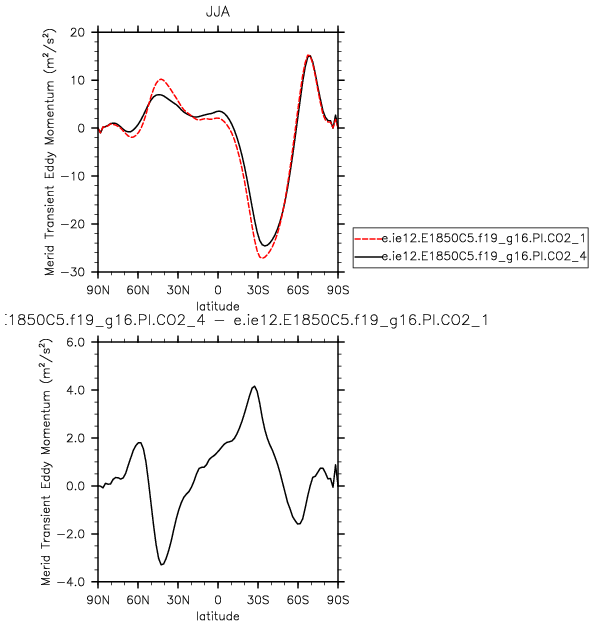 JJA
Merid Transient Eddy Momentum (m²/s²)
20
10
0
-10
-20
-30
90N 60N 30N 0 30S 60S 90S
latitude
e.ie12.E1850C5.f19_g16.PI.CO2_1
e.ie12.E1850C5.f19_g16.PI.CO2_4
:1850C5.f19_g16.PI.CO2_4 – e.ie12.E1850C5.f19_g16.PI.CO2_1
Merid Transient Eddy Momentum (m²/s²)
6.0
4.0
2.0
0.0
-2.0
-4.0
90N 60N 30N 0 30S 60S 90S
latitude